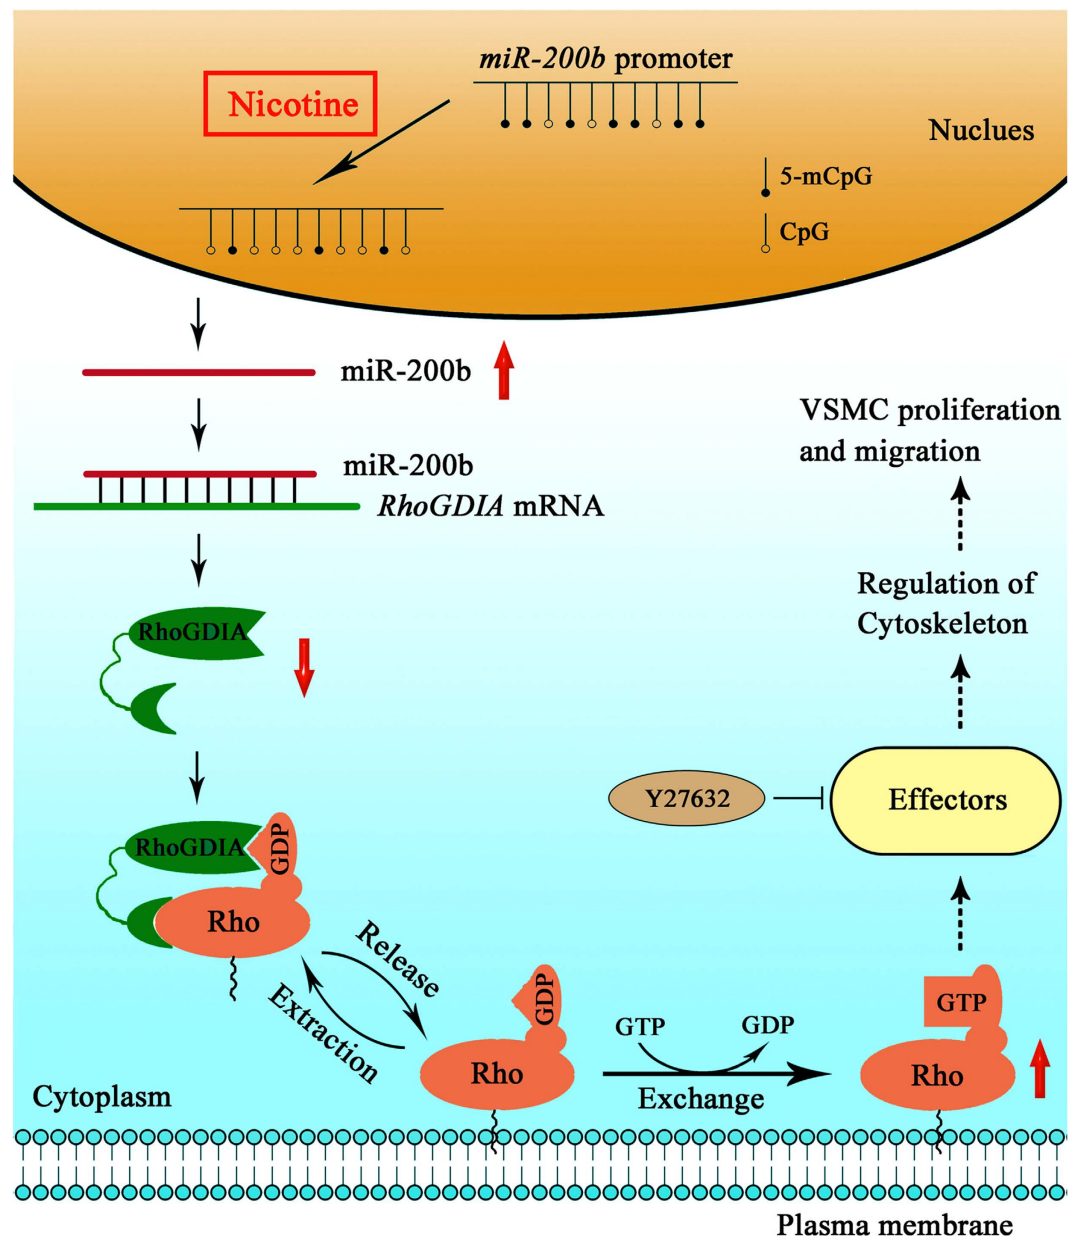 miR-200b promoter
Nicotine
Nuclues
5-mCpG
CpG
miR-200b
miR-200b
RhoGDIA mRNA
VSMC proliferation
and migration
Regulation of
Cytoskeleton
RhoGDIA
Y27632
Effectors
RhoGDIA
GDP
Rho
Release
Extraction
GDP
Rho
GTP
GDP
Exchange
GTP
Rho
Cytoplasm
Plasma membrane